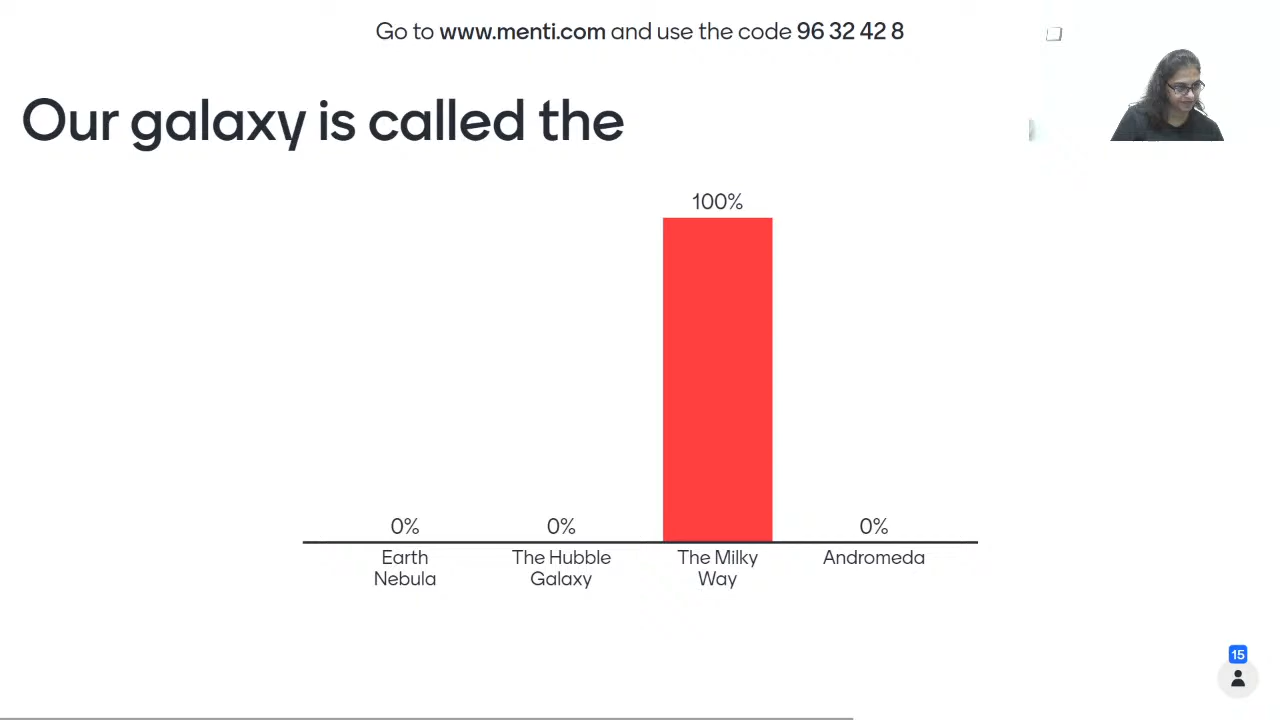 Go to www.menti.com and use the code 96 32 42 8
Our galaxy is called the
100%
0%
0%
0%
Earth
Nebula
The Hubble
Galaxy
The Milky
Way
Andromeda
15